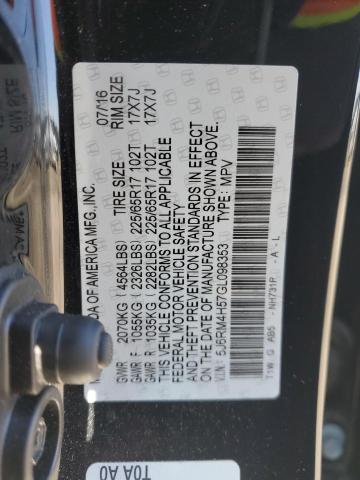 DA OF AMERICA MFG.,INC. 07/16
TIRE SIZE RIM SIZE
GVWR 2070KG (4564LBS)
GAWR F 1055KG (2326LBS) 225/65R17 102T 17X7J
GAWR R 1035KG (2282LBS) 225/65R17 102T 17X7J
THIS VEHICLE CONFORMS TO ALL APPLICABLE
FEDERAL MOTOR VEHICLE SAFETY
AND THEFT PREVENTION STANDARDS IN EFFECT
ON THE DATE OF MANUFACTURE SHOWN ABOVE.
V.I.N: 5J6RM4H57GL098353 TYPE: MPV
T1W G AB5 NH731P - A - L
T0A A0